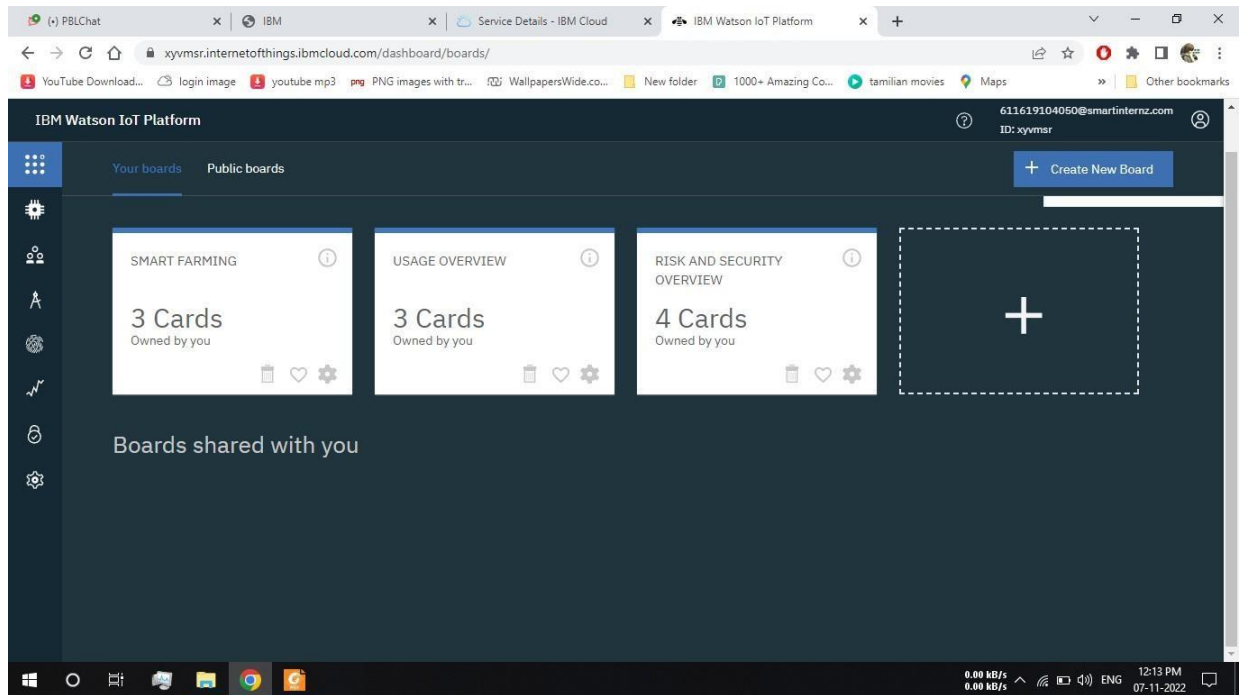 (•) PBLChat
IBM
Service Details - IBM Cloud
IBM Watson IoT Platform
xyvmsr.internetofthings.ibmcloud.com/dashboard/boards/
YouTube Download... login image youtube mp3 png PNG images with tr... WallpapersWide.co... New folder 1000+ Amazing Co... tamilian movies Maps » Other bookmarks
IBM Watson IoT Platform
611619104050@smartinternz.com
ID: xyvmsr
Your boards Public boards
+ Create New Board
SMART FARMING
3 Cards
Owned by you
USAGE OVERVIEW
3 Cards
Owned by you
RISK AND SECURITY
OVERVIEW
4 Cards
Owned by you
Boards shared with you
0.00 kB/s
0.00 kB/s
ENG
12:13 PM
07-11-2022